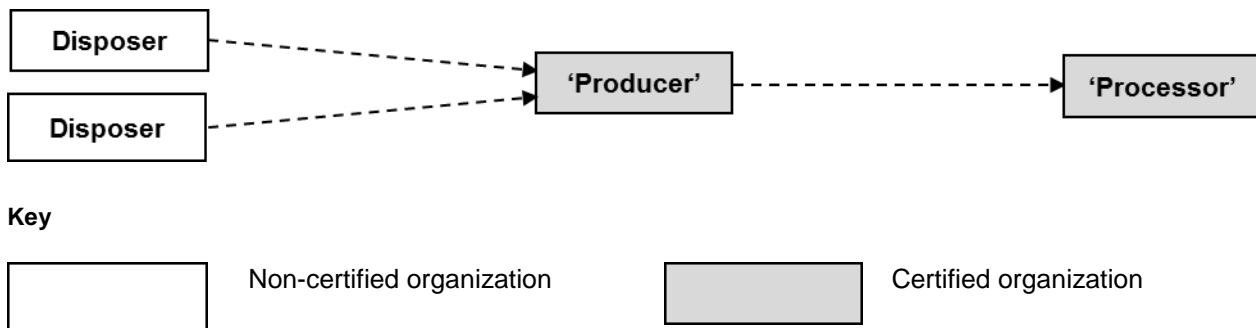 Disposer
‘Producer’
‘Processor’
Disposer
Key
Non-certified organization
Certified organization